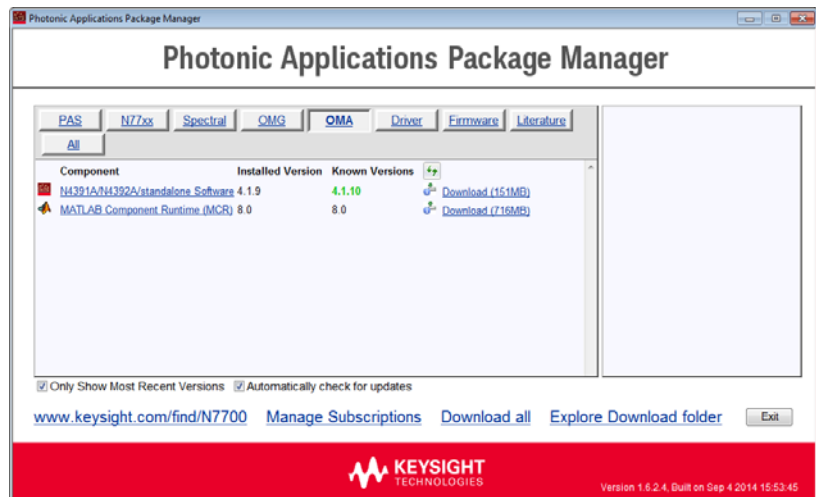 Photonic Applications Package Manager
Photonic Applications Package Manager
PAS N77xx Spectral OMG OMA Driver Firmware Literature
All
Component Installed Version Known Versions
N4391A/N4392A/standalone Software 4.1.9 4.1.10 Download (151MB)
MATLAB Component Runtime (MCR) 8.0 8.0 Download (716MB)
Only Show Most Recent Versions Automatically check for updates
www.keysight.com/find/N7700 Manage Subscriptions Download all Explore Download folder Exit
KEYSIGHT
TECHNOLOGIES
Version 1.6.2.4, Built on Sep 4 2014 15:53:45